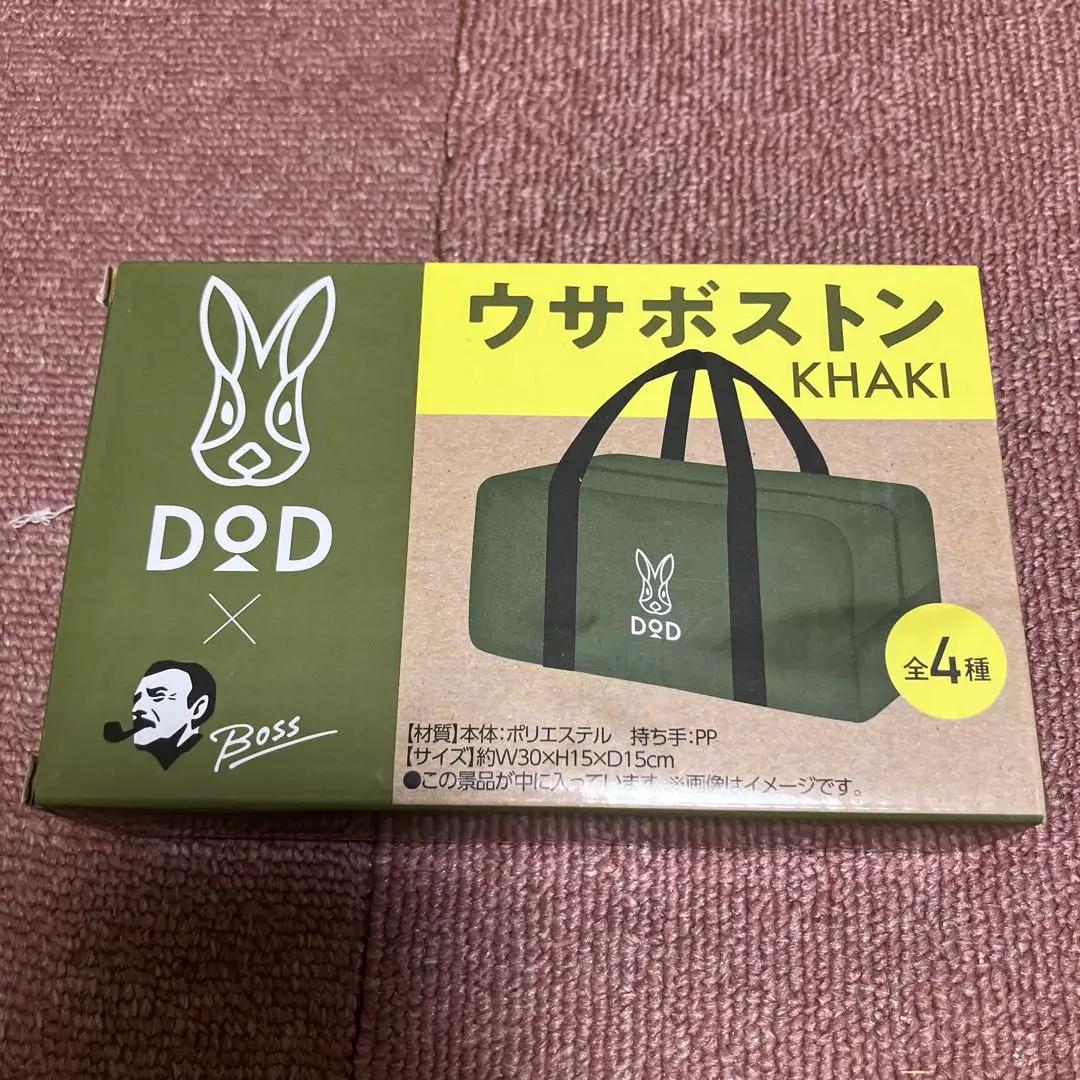 DOD
×
BOSS
ウサボストン
KHAKI
DOD
全4種
【材質】本体:ポリエステル 持ち手:PP
【サイズ】約W30×H15×D15cm
●この景品が中に入っています。※画像はイメージです。